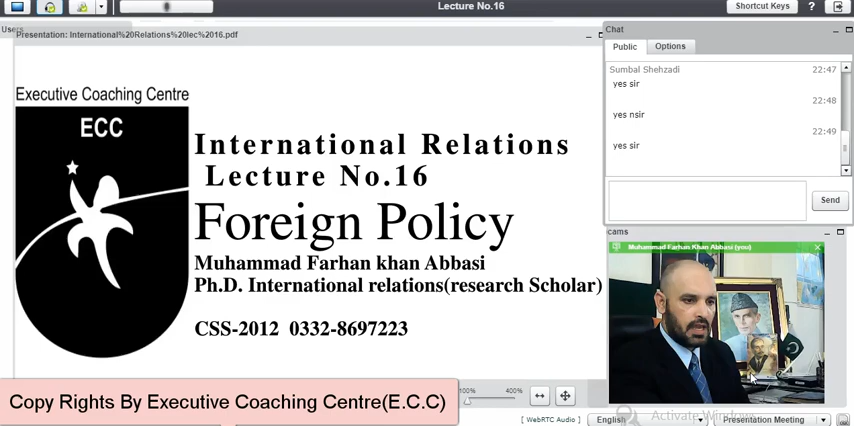 Lecture No.16
Shortcut Keys
?
Users
Presentation: International%20Relations%20lec%2016.pdf
Executive Coaching Centre
ECC
International Relations
Lecture No.16
Foreign Policy
Muhammad Farhan khan Abbasi
Ph.D. International relations(research Scholar)
CSS-2012 0332-8697223
Copy Rights By Executive Coaching Centre(E.C.C)
100%
400%
Chat
Public
Options
Sumbal Shehzadi 22:47
yes sir
22:48
yes nsir
22:49
yes sir
Send
cams
Muhammad Farhan Khan Abbasi (you)
Activate Windows
[ WebRTC Audio ]
English
Presentation Meeting